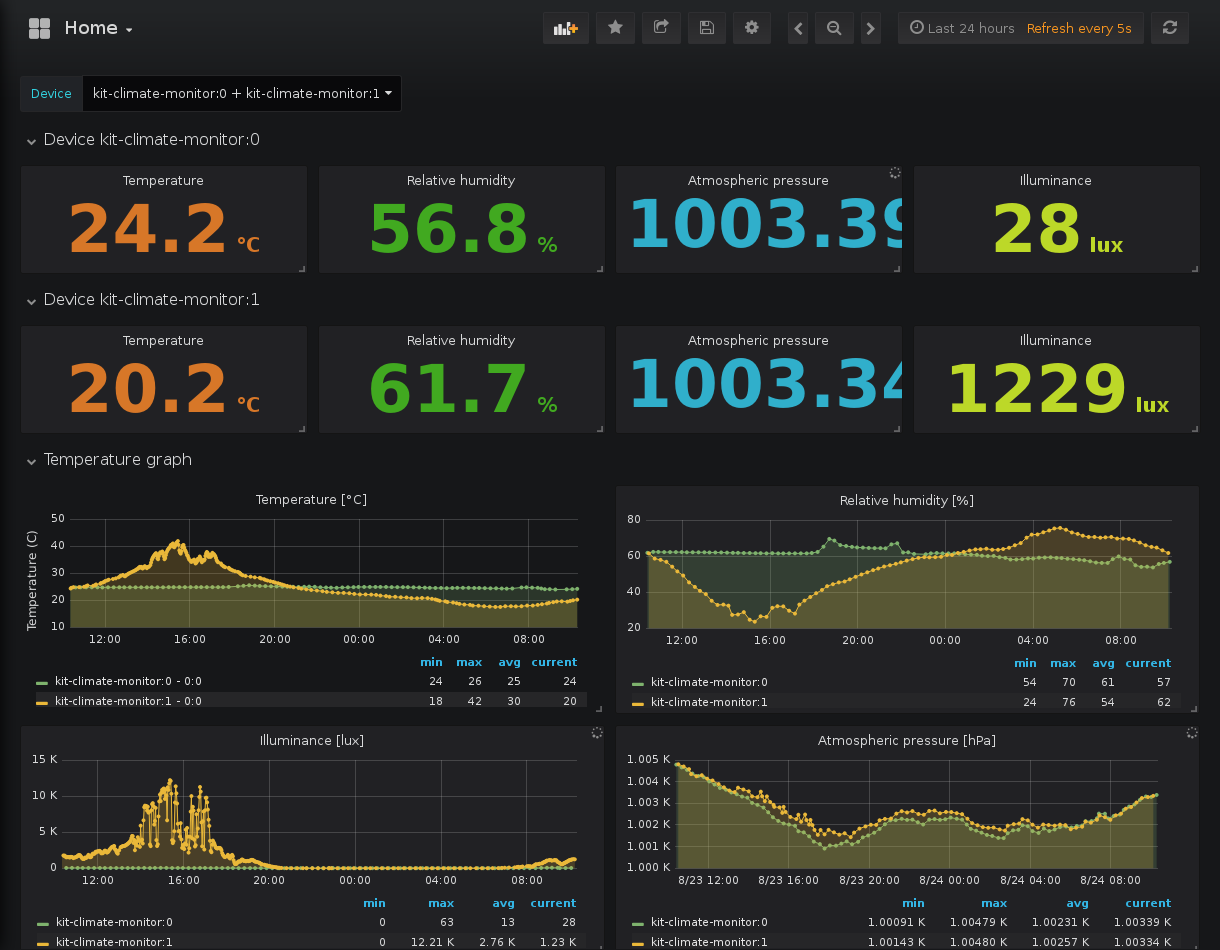 Home
Last 24 hours Refresh every 5s
Device kit-climate-monitor:0 + kit-climate-monitor:1
Device kit-climate-monitor:0
Temperature Relative humidity Atmospheric pressure Illuminance
24.2 °C 56.8 % 1003.39 28 lux
Device kit-climate-monitor:1
Temperature Relative humidity Atmospheric pressure Illuminance
20.2 °C 61.7 % 1003.34 1229 lux
Temperature graph
Temperature [°C]
Temperature (C)
50
40
30
20
10
12:00 16:00 20:00 00:00 04:00 08:00
min max avg current
kit-climate-monitor:0 - 0:0 24 26 25 24
kit-climate-monitor:1 - 0:0 18 42 30 20
Relative humidity [%]
80
60
40
20
12:00 16:00 20:00 00:00 04:00 08:00
min max avg current
kit-climate-monitor:0 54 70 61 57
kit-climate-monitor:1 24 76 54 62
Illuminance [lux]
15 K
10 K
5 K
0
12:00 16:00 20:00 00:00 04:00 08:00
min max avg current
kit-climate-monitor:0 0 63 13 28
kit-climate-monitor:1 0 12.21 K 2.76 K 1.23 K
Atmospheric pressure [hPa]
1.005 K
1.004 K
1.003 K
1.002 K
1.001 K
1.000 K
8/23 12:00 8/23 16:00 8/23 20:00 8/24 00:00 8/24 04:00 8/24 08:00
min max avg current
kit-climate-monitor:0 1.00091 K 1.00479 K 1.00231 K 1.00339 K
kit-climate-monitor:1 1.00143 K 1.00480 K 1.00257 K 1.00334 K